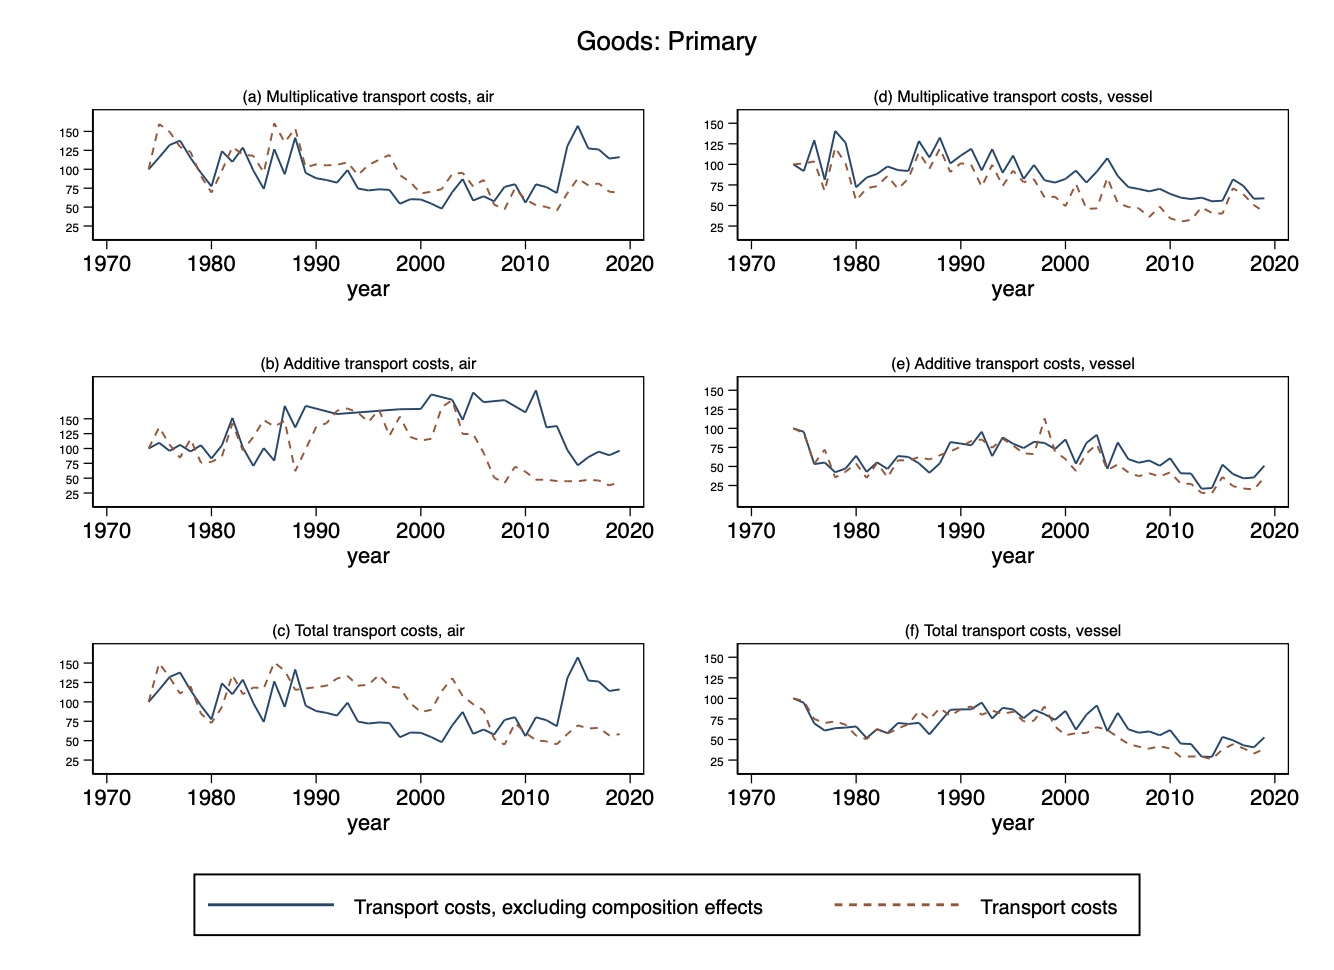 Goods: Primary
(a) Multiplicative transport costs, air
150
125
100
75
50
25
1970 1980 1990 2000 2010 2020
year
(d) Multiplicative transport costs, vessel
150
125
100
75
50
25
1970 1980 1990 2000 2010 2020
year
(b) Additive transport costs, air
150
125
100
75
50
25
1970 1980 1990 2000 2010 2020
year
(e) Additive transport costs, vessel
150
125
100
75
50
25
1970 1980 1990 2000 2010 2020
year
(c) Total transport costs, air
150
125
100
75
50
25
1970 1980 1990 2000 2010 2020
year
(f) Total transport costs, vessel
150
125
100
75
50
25
1970 1980 1990 2000 2010 2020
year
Transport costs, excluding composition effects
Transport costs